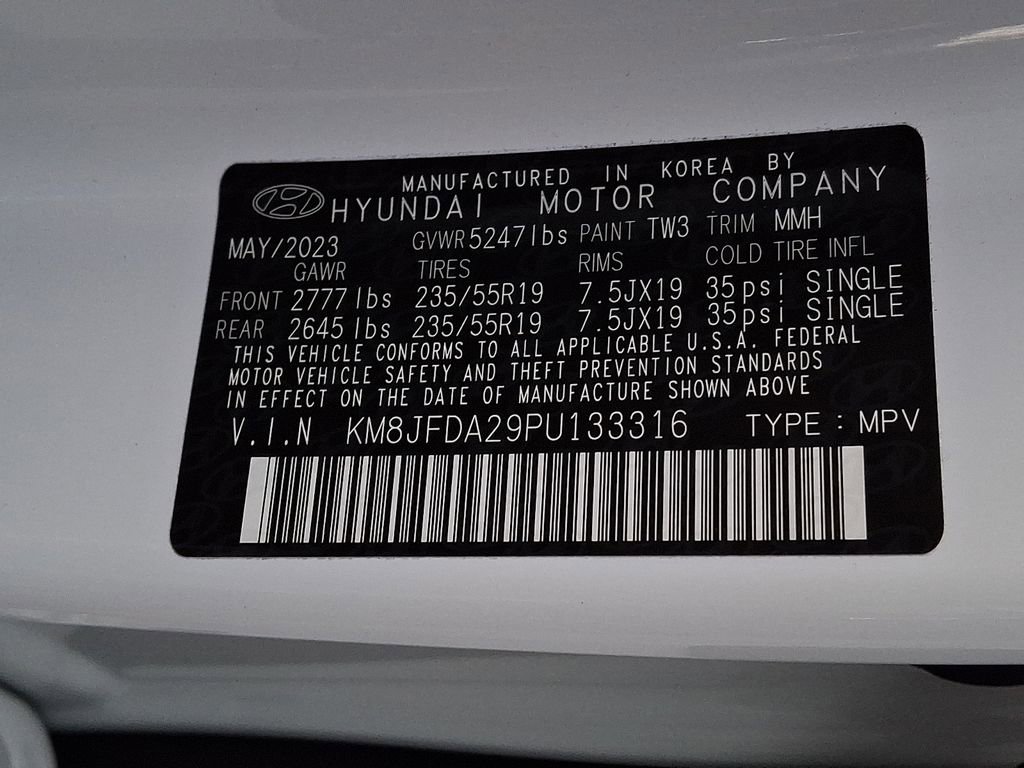 MANUFACTURED IN KOREA BY
HYUNDAI MOTOR COMPANY
MAY/2023 GVWR 5247lbs PAINT TW3 TRIM MMH
GAWR TIRES RIMS COLD TIRE INFL
FRONT 2777lbs 235/55R19 7.5JX19 35psi SINGLE
REAR 2645lbs 235/55R19 7.5JX19 35psi SINGLE
THIS VEHICLE CONFORMS TO ALL APPLICABLE U.S.A. FEDERAL
MOTOR VEHICLE SAFETY AND THEFT PREVENTION STANDARDS
IN EFFECT ON THE DATE OF MANUFACTURE SHOWN ABOVE
V.I.N KM8JFDA29PU133316 TYPE : MPV